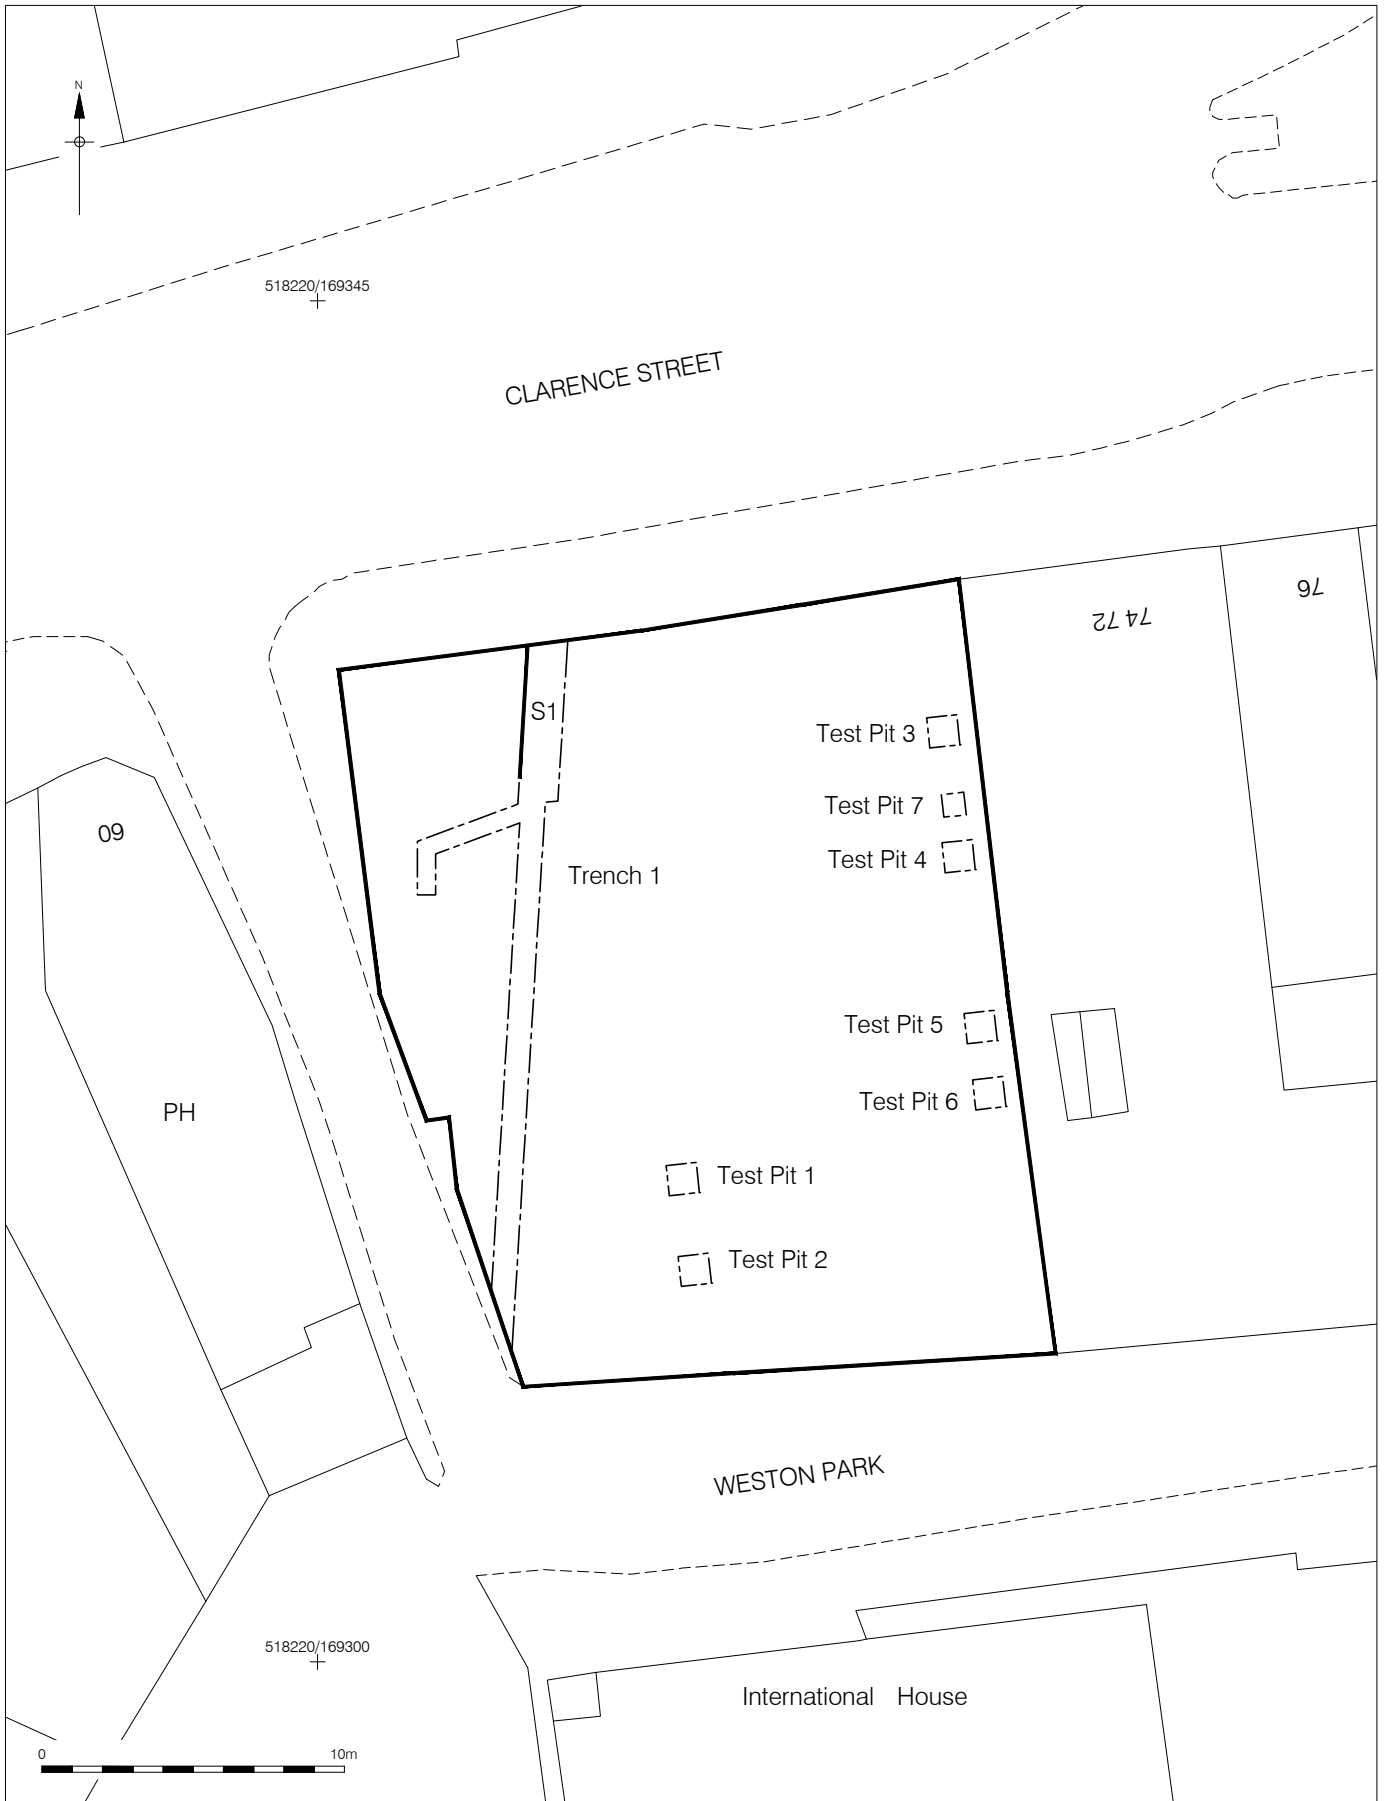 N
518220/169345
CLARENCE STREET
76
74 72
S1
Test Pit 3
Test Pit 7
60
Test Pit 4
Trench 1
Test Pit 5
Test Pit 6
PH
Test Pit 1
Test Pit 2
WESTON PARK
518220/169300
International House
0 10m